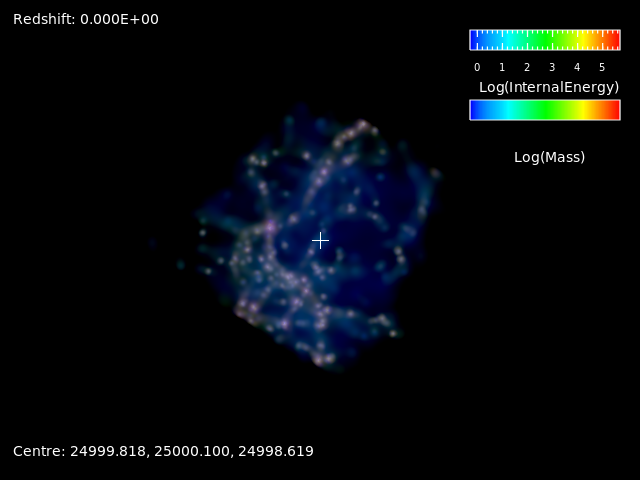 Redshift: 0.000E+00
0 1 2 3 4 5
Log(InternalEnergy)
Log(Mass)
Centre: 24999.818, 25000.100, 24998.619